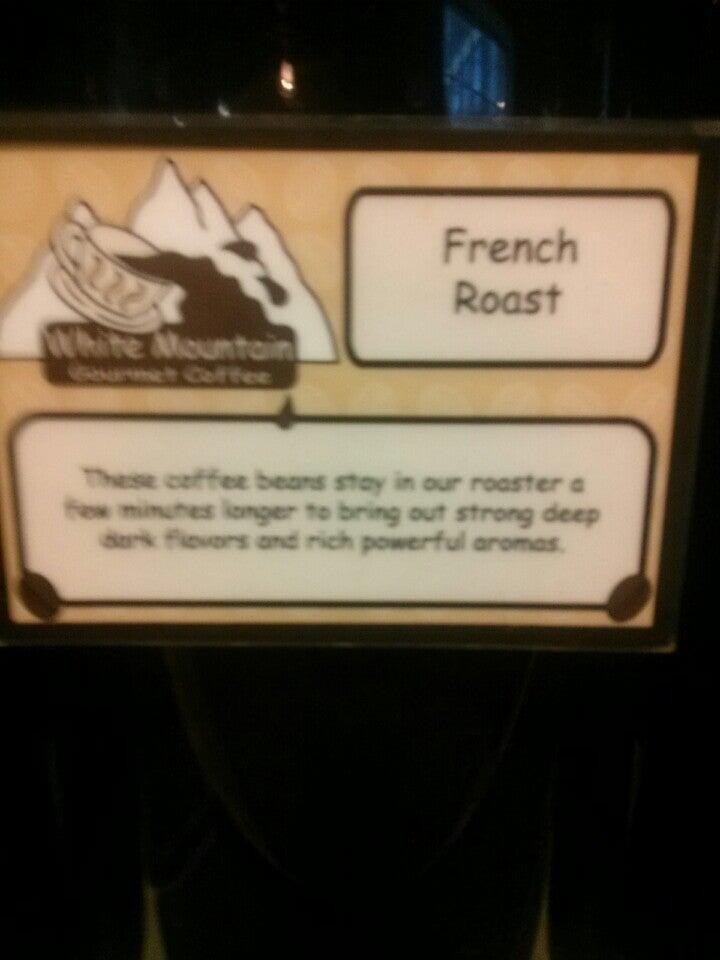 White Mountain
Gourmet Coffee
French
Roast
These coffee beans stay in our roaster a
few minutes longer to bring out strong deep
dark flavors and rich powerful aromas.